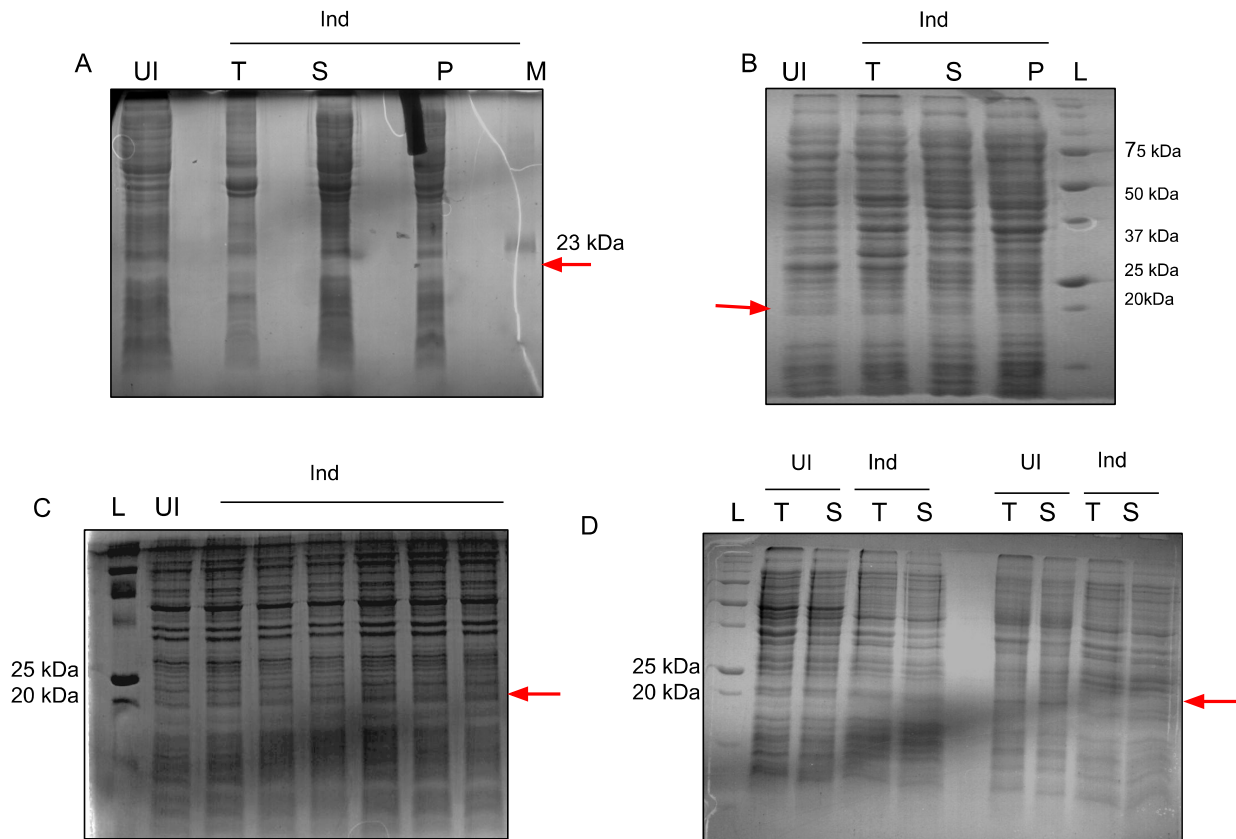 Ind
A UI T S P M
23 kDa
Ind
B UI T S P L
75 kDa
50 kDa
37 kDa
25 kDa
20kDa
Ind
C L UI
25 kDa
20 kDa
UI Ind UI Ind
D L T S T S T S T S
25 kDa
20 kDa